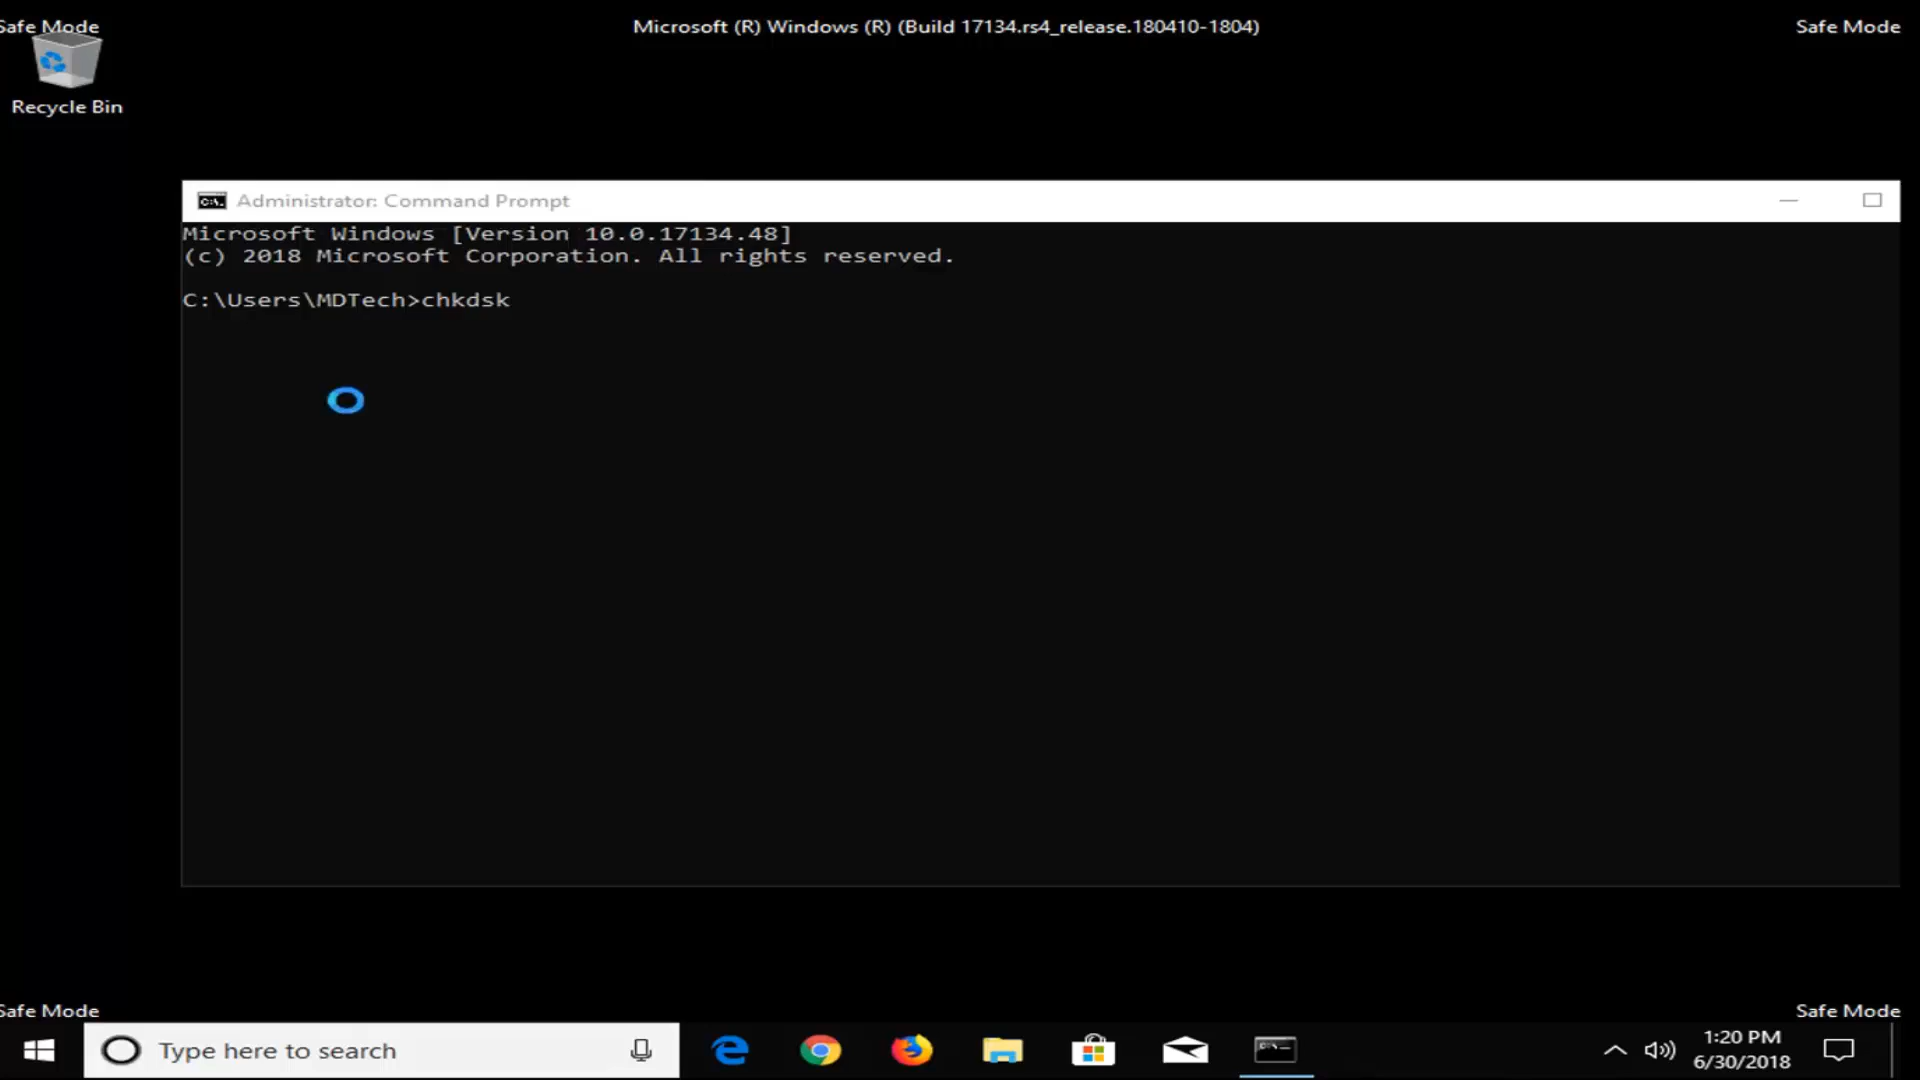 Safe Mode
Microsoft (R) Windows (R) (Build 17134.rs4_release.180410-1804)
Safe Mode
Recycle Bin
Administrator: Command Prompt
Microsoft Windows [Version 10.0.17134.48]
(c) 2018 Microsoft Corporation. All rights reserved.
C:\Users\MDTech>chkdsk
Safe Mode
Safe Mode
Type here to search
1:20 PM
6/30/2018